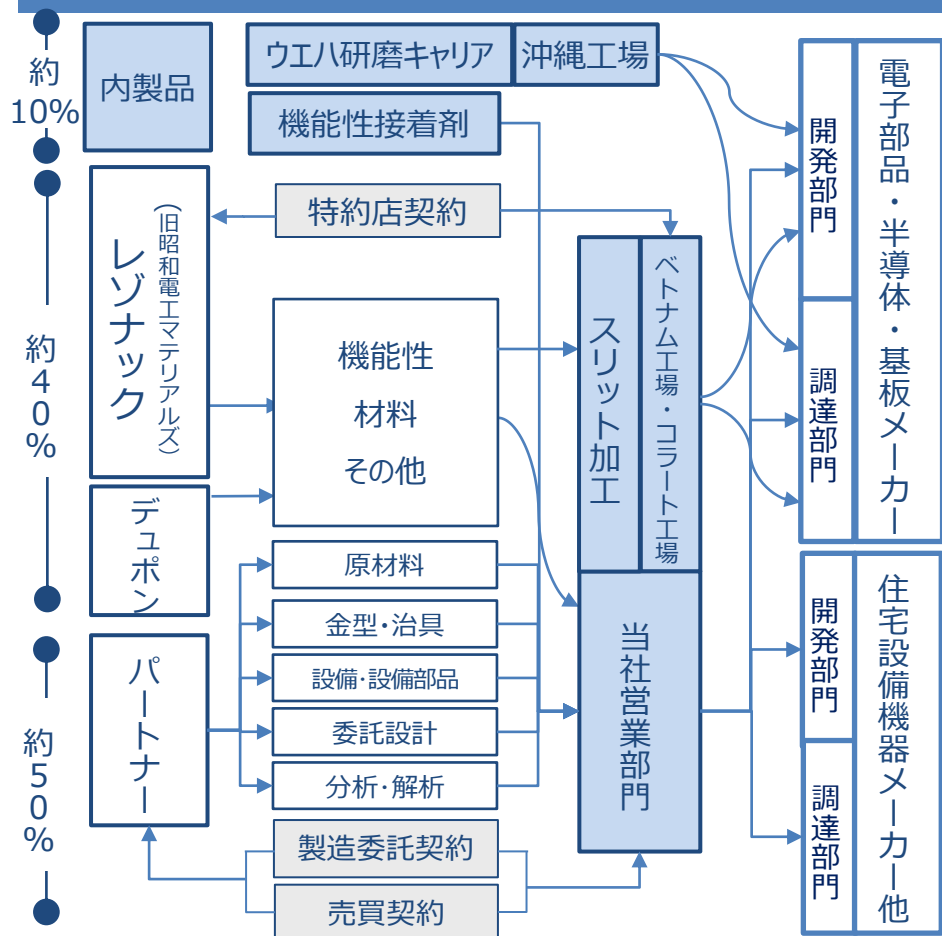 約
10%
内製品
ウエハ研磨キャリア
沖縄工場
機能性接着剤
約40%
レゾナック
(旧昭和電工マテリアルズ)
デュポン
特約店契約
機能性
材料
その他
スリット加工
ベトナム工場・コラート工場
約50%
パートナー
原材料
金型・治具
設備・設備部品
委託設計
分析・解析
当社営業部門
製造委託契約
売買契約
開発部門
調達部門
電子部品・半導体・基板メーカー
開発部門
調達部門
住宅設備機器メーカー他